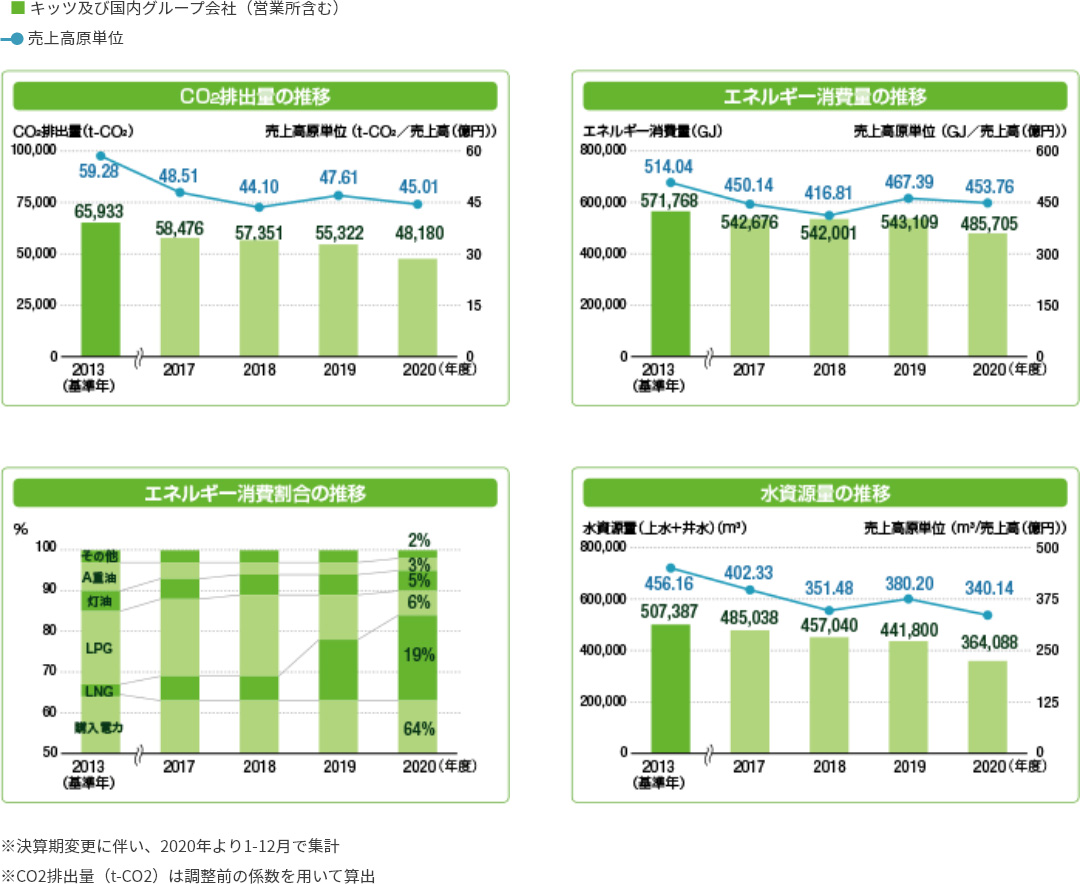 キッツ及び国内グループ会社（営業所含む）
売上高原単位
CO₂排出量の推移
CO₂排出量(t-CO₂) 売上高原単位 (t-CO₂／売上高(億円))
100,000 60
75,000 45
50,000 30
25,000 15
0 0
59.28 48.51 44.10 47.61 45.01
65,933 58,476 57,351 55,322 48,180
2013 2017 2018 2019 2020(年度)
(基準年)
エネルギー消費量の推移
エネルギー消費量(GJ) 売上高原単位 (GJ／売上高(億円))
800,000 600
600,000 450
400,000 300
200,000 150
0 0
514.04 450.14 416.81 467.39 453.76
571,768 542,676 542,001 543,109 485,705
2013 2017 2018 2019 2020(年度)
(基準年)
エネルギー消費割合の推移
%
100
90
80
70
60
50
その他 2%
A重油 3%
灯油 5%
LPG 6%
LNG 19%
購入電力 64%
2013 2017 2018 2019 2020(年度)
(基準年)
水資源量の推移
水資源量(上水+井水)(m³) 売上高原単位 (m³/売上高(億円))
800,000 500
600,000 375
400,000 250
200,000 125
0 0
456.16 402.33 351.48 380.20 340.14
507,387 485,038 457,040 441,800 364,088
2013 2017 2018 2019 2020(年度)
(基準年)
※決算期変更に伴い、2020年より1-12月で集計
※CO2排出量（t-CO2）は調整前の係数を用いて算出